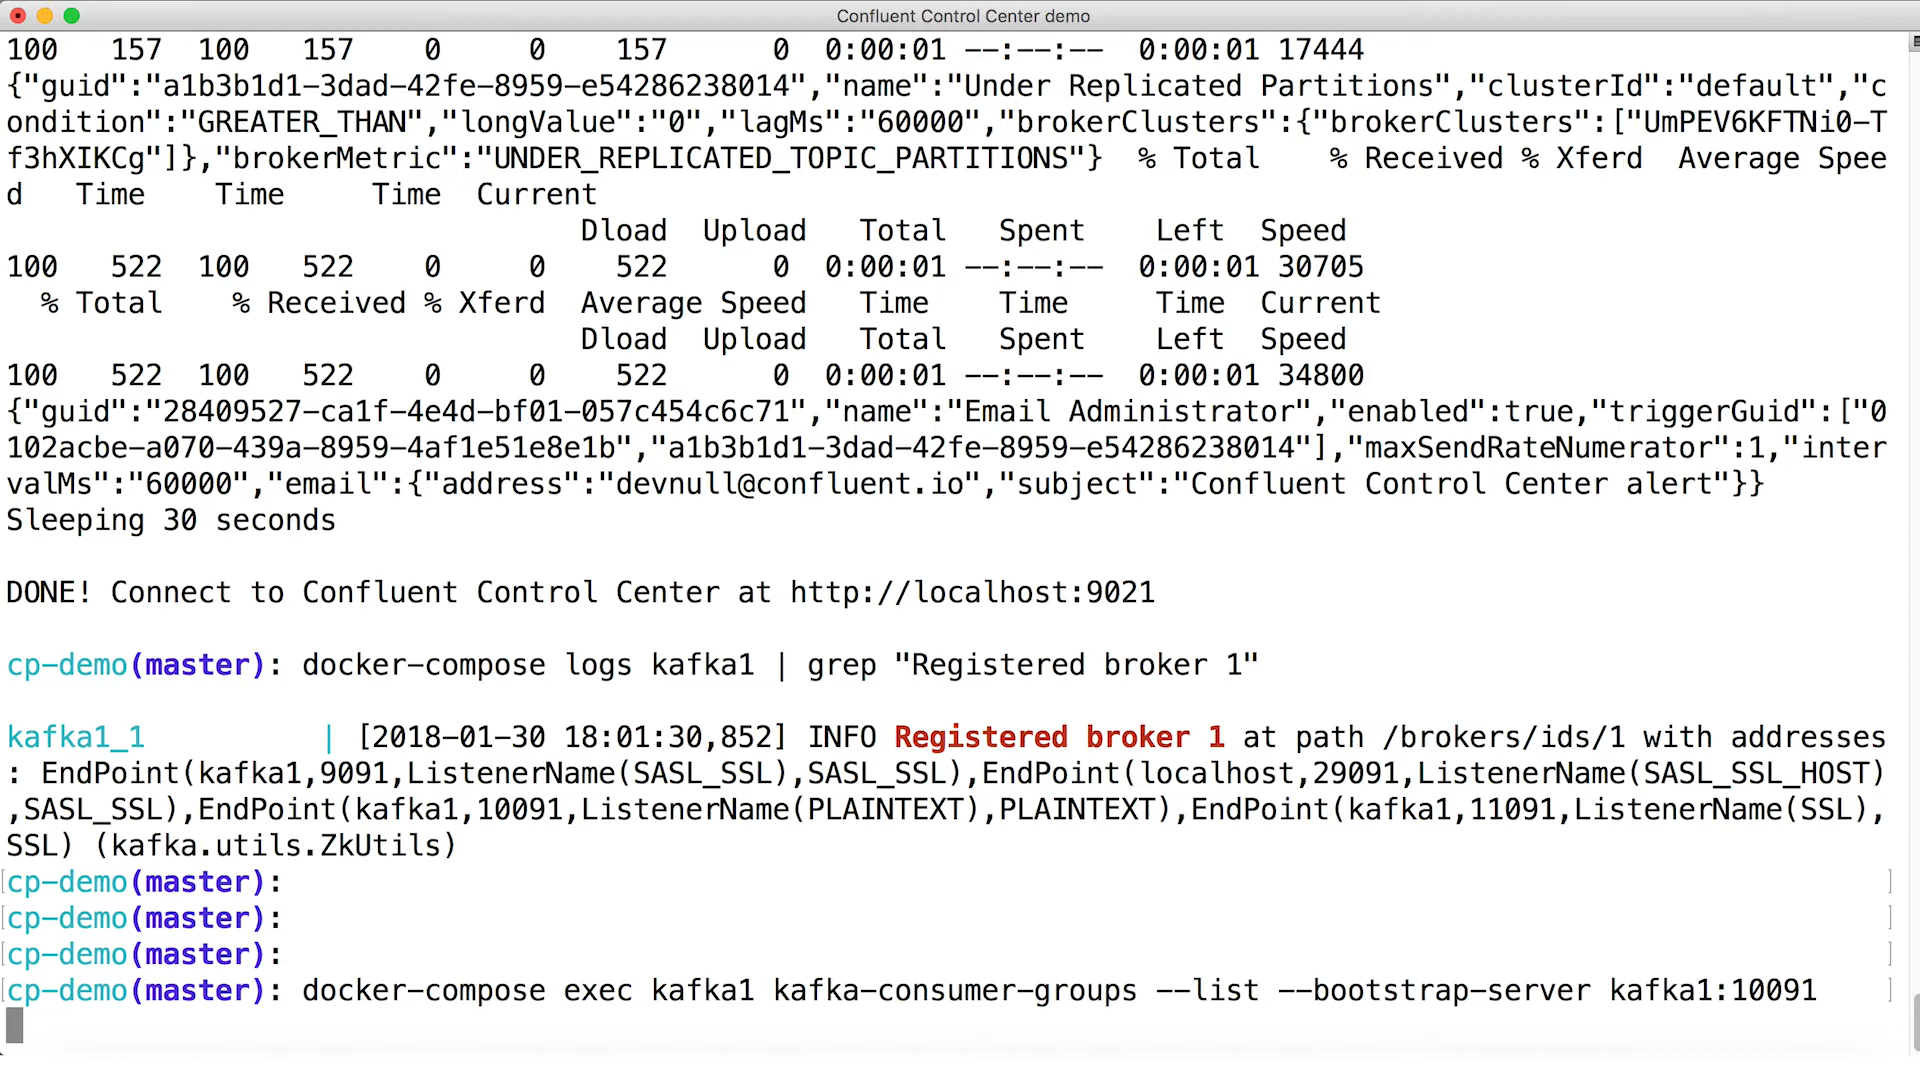 Confluent Control Center demo
100   157  100   157    0     0    157      0  0:00:01 --:--:--  0:00:01 17444
{"guid":"a1b3b1d1-3dad-42fe-8959-e54286238014","name":"Under Replicated Partitions","clusterId":"default","c
ondition":"GREATER_THAN","longValue":"0","lagMs":"60000","brokerClusters":{"brokerClusters":["UmPEV6KFTNi0-T
f3hXIKCg"]},"brokerMetric":"UNDER_REPLICATED_TOPIC_PARTITIONS"}  % Total    % Received % Xferd  Average Spee
d   Time    Time     Time  Current
                                 Dload  Upload   Total   Spent    Left  Speed
100   522  100   522    0     0    522      0  0:00:01 --:--:--  0:00:01 30705
  % Total    % Received % Xferd  Average Speed   Time    Time     Time  Current
                                 Dload  Upload   Total   Spent    Left  Speed
100   522  100   522    0     0    522      0  0:00:01 --:--:--  0:00:01 34800
{"guid":"28409527-ca1f-4e4d-bf01-057c454c6c71","name":"Email Administrator","enabled":true,"triggerGuid":["0
102acbe-a070-439a-8959-4af1e51e8e1b","a1b3b1d1-3dad-42fe-8959-e54286238014"],"maxSendRateNumerator":1,"inter
valMs":"60000","email":{"address":"devnull@confluent.io","subject":"Confluent Control Center alert"}}
Sleeping 30 seconds
DONE! Connect to Confluent Control Center at http://localhost:9021
cp-demo(master): docker-compose logs kafka1 | grep "Registered broker 1"
kafka1_1          | [2018-01-30 18:01:30,852] INFO Registered broker 1 at path /brokers/ids/1 with addresses
: EndPoint(kafka1,9091,ListenerName(SASL_SSL),SASL_SSL),EndPoint(localhost,29091,ListenerName(SASL_SSL_HOST)
,SASL_SSL),EndPoint(kafka1,10091,ListenerName(PLAINTEXT),PLAINTEXT),EndPoint(kafka1,11091,ListenerName(SSL),
SSL) (kafka.utils.ZkUtils)
[cp-demo(master): ]
[cp-demo(master): ]
[cp-demo(master): ]
[cp-demo(master): docker-compose exec kafka1 kafka-consumer-groups --list --bootstrap-server kafka1:10091 ]